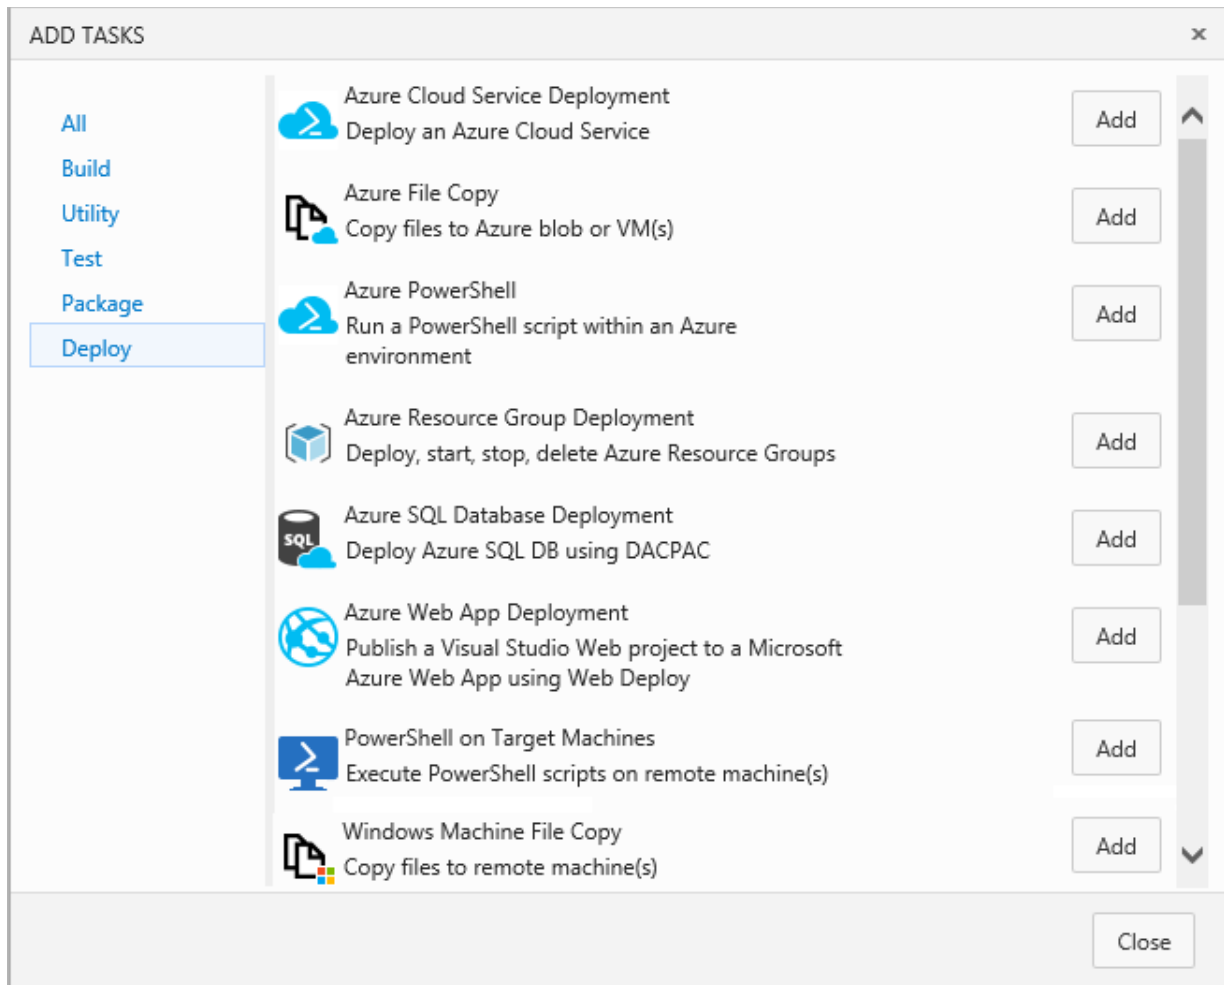 ADD TASKS
×
All
Build
Utility
Test
Package
Deploy
Azure Cloud Service Deployment
Deploy an Azure Cloud Service
Add
Azure File Copy
Copy files to Azure blob or VM(s)
Add
Azure PowerShell
Run a PowerShell script within an Azure
environment
Add
Azure Resource Group Deployment
Deploy, start, stop, delete Azure Resource Groups
Add
SQL
Azure SQL Database Deployment
Deploy Azure SQL DB using DACPAC
Add
Azure Web App Deployment
Publish a Visual Studio Web project to a Microsoft
Azure Web App using Web Deploy
Add
PowerShell on Target Machines
Execute PowerShell scripts on remote machine(s)
Add
Windows Machine File Copy
Copy files to remote machine(s)
Add
Close